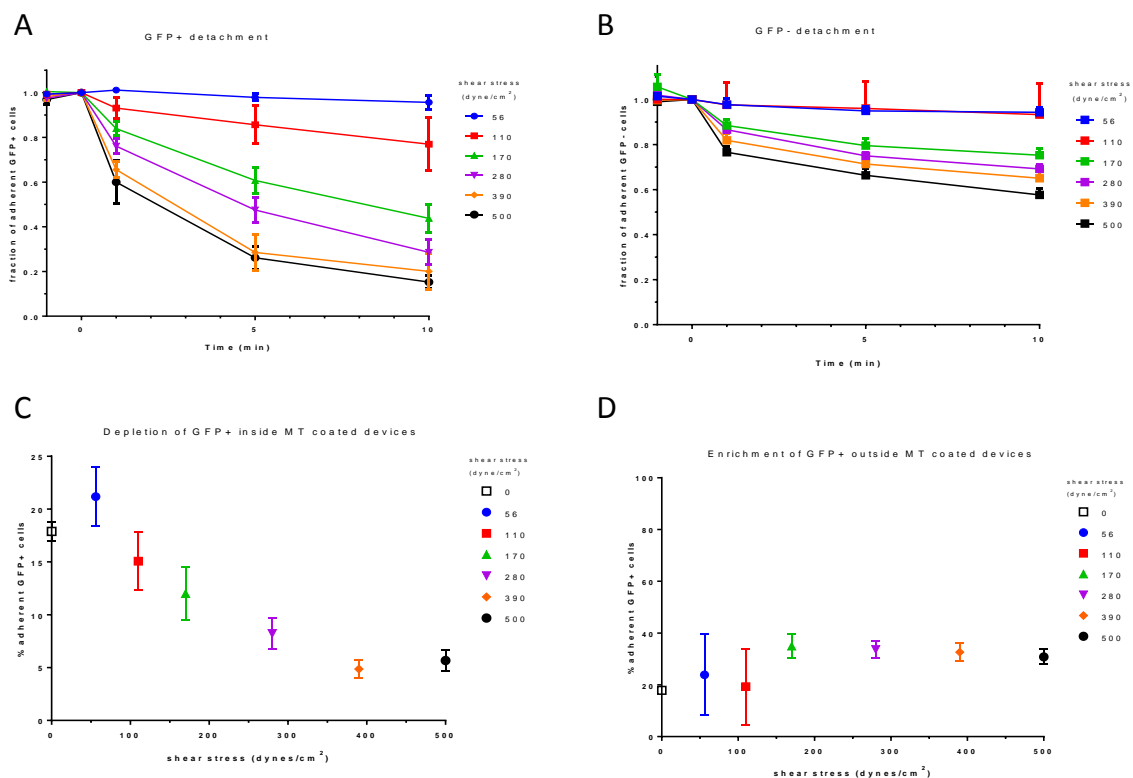 A
GFP+ detachment
fraction of adherent GFP+ cells
1.0
0.8
0.6
0.4
0.2
0.0
0
5
10
Time (min)
shear stress
(dyne/cm2)
56
110
170
280
390
500
B
GFP- detachment
fraction of adherent GFP- cells
1.0
0.8
0.6
0.4
0.2
0.0
0
5
10
Time (min)
shear stress
(dyne/cm2)
56
110
170
280
390
500
C
Depletion of GFP+ inside MT coated devices
% adherent GFP+ cells
25
20
15
10
5
0
0
100
200
300
400
500
shear stress (dynes/cm2)
shear stress
(dyne/cm2)
0
56
110
170
280
390
500
D
Enrichment of GFP+ outside MT coated devices
% adherent GFP+ cells
100
80
60
40
20
0
0
100
200
300
400
500
shear stress (dynes/cm2)
shear stress
(dyne/cm2)
0
56
110
170
280
390
500